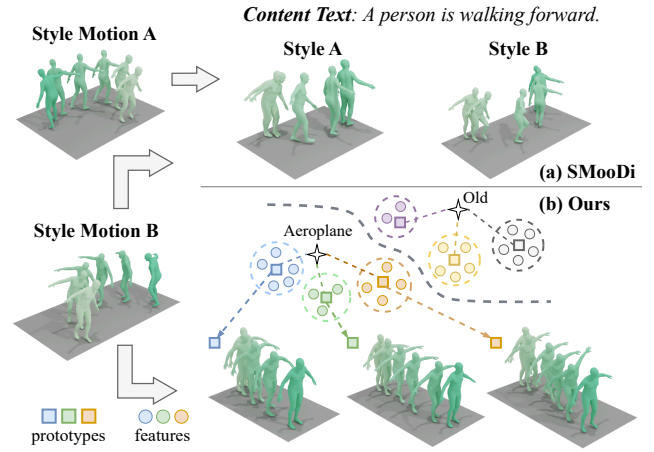 Content Text: A person is walking forward.
Style Motion A
Style A
Style B
(a) SMooDi
Style Motion B
Old
(b) Ours
Aeroplane
prototypes
features